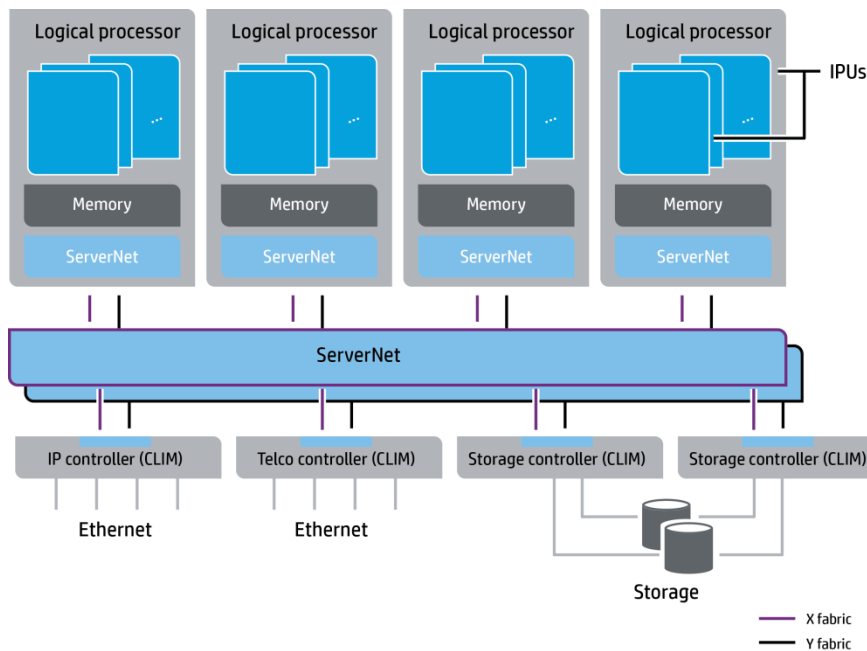 Logical processor
Logical processor
Logical processor
Logical processor
IPUs
...
...
...
...
Memory
Memory
Memory
Memory
ServerNet
ServerNet
ServerNet
ServerNet
ServerNet
IP controller (CLIM)
Telco controller (CLIM)
Storage controller (CLIM)
Storage controller (CLIM)
Ethernet
Ethernet
Storage
X fabric
Y fabric